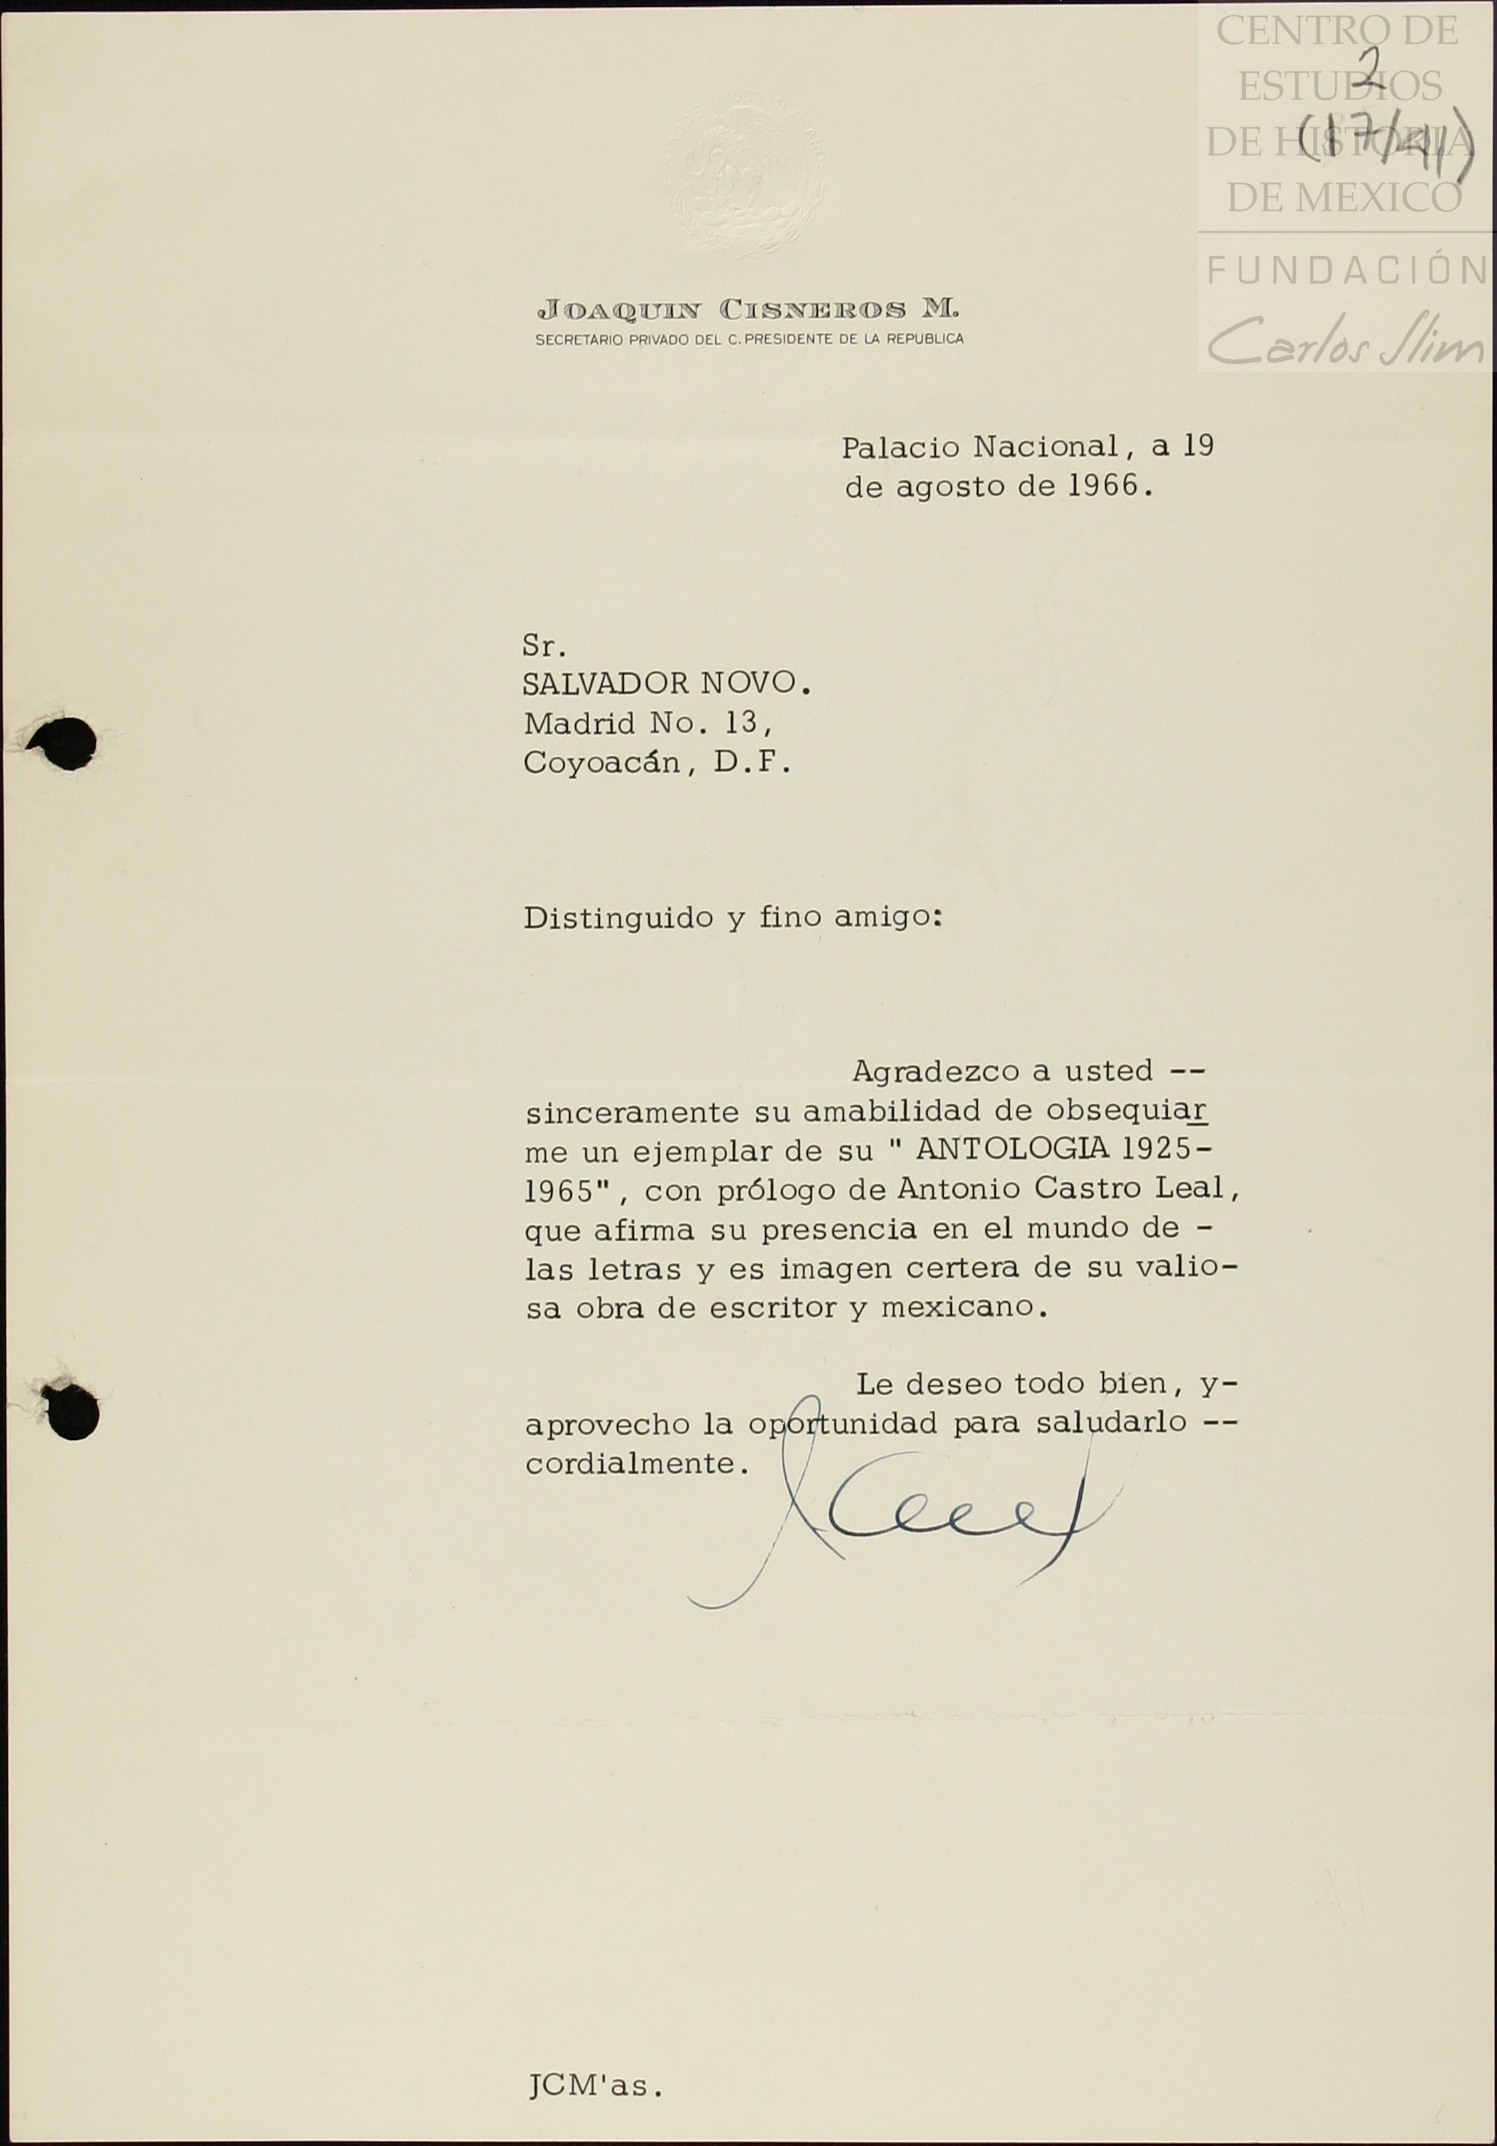 CENTRO DE
ESTUDIOS
DE HISTORIA
DE MEXICO
FUNDACIÓN
Carlos Slim
2
(17/41)
JOAQUIN CISNEROS M.
SECRETARIO PRIVADO DEL C. PRESIDENTE DE LA REPUBLICA
Palacio Nacional, a 19
de agosto de 1966.
Sr.
SALVADOR NOVO.
Madrid No. 13,
Coyoacán, D.F.
Distinguido y fino amigo:
Agradezco a usted --
sinceramente su amabilidad de obsequiar
me un ejemplar de su " ANTOLOGIA 1925-
1965", con prólogo de Antonio Castro Leal,
que afirma su presencia en el mundo de -
las letras y es imagen certera de su valio-
sa obra de escritor y mexicano.
Le deseo todo bien, y-
aprovecho la oportunidad para saludarlo --
cordialmente.
JCM'as.